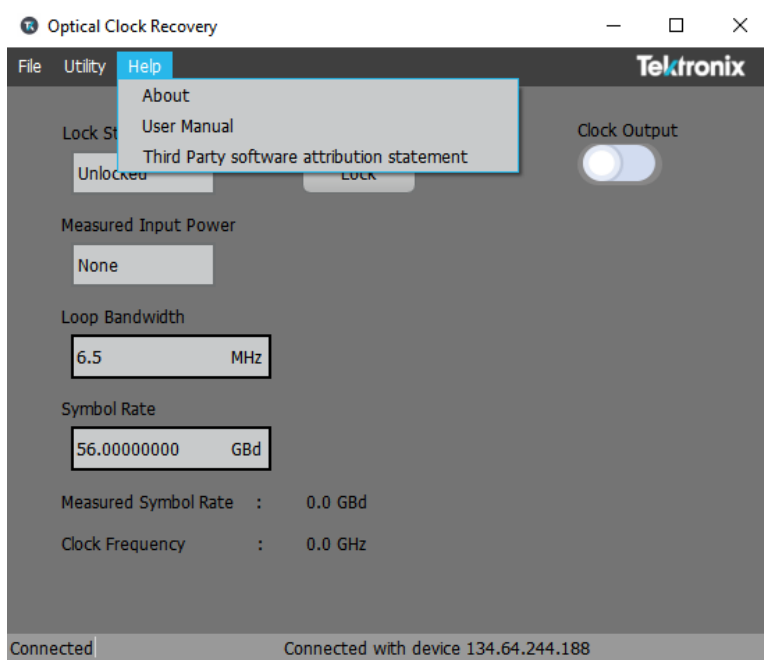 Optical Clock Recovery
File Utility Help
Tektronix
About
User Manual
Third Party software attribution statement
Lock St
Clock Output
Unlocked
Lock
Measured Input Power
None
Loop Bandwidth
6.5 MHz
Symbol Rate
56.00000000 GBd
Measured Symbol Rate : 0.0 GBd
Clock Frequency : 0.0 GHz
Connected Connected with device 134.64.244.188